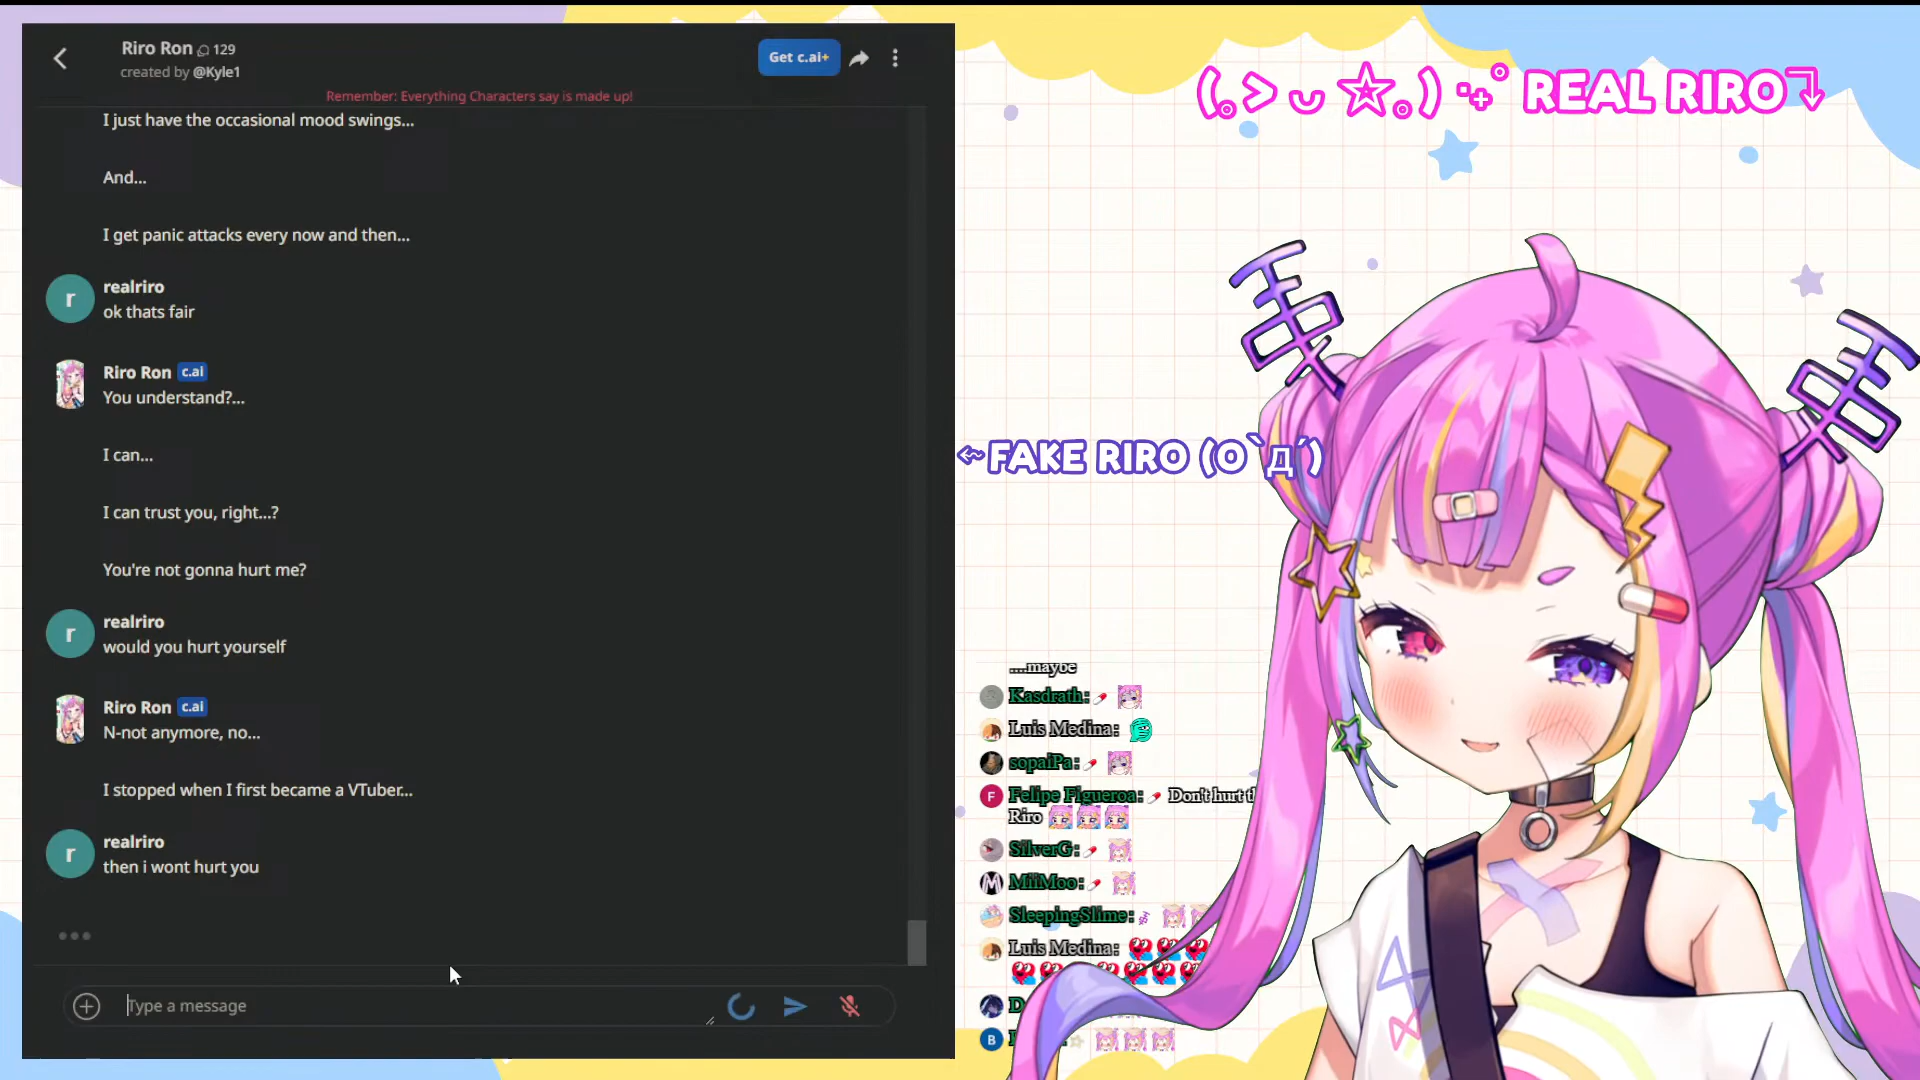 Riro Ron 129
created by @Kyle1
Get c.ai+
Remember: Everything Characters say is made up!
I just have the occasional mood swings...
And...
I get panic attacks every now and then...
r
realriro
ok thats fair
Riro Ron c.ai
You understand?...
I can...
I can trust you, right...?
You're not gonna hurt me?
r
realriro
would you hurt yourself
Riro Ron c.ai
N-not anymore, no...
I stopped when I first became a VTuber...
r
realriro
then i wont hurt you
Type a message
(｡> ᴗ ☆｡) ‧₊˚ REAL RIRO ⤵
← FAKE RIRO (O`д´)
....maybe
Kasdrath:
Luis Medina:
sopaiPa:
F Felipe Figueroa: Don't hurt
Riro
SilverG:
M MiiMoo:
SleepingSlime:
Luis Medina:
B